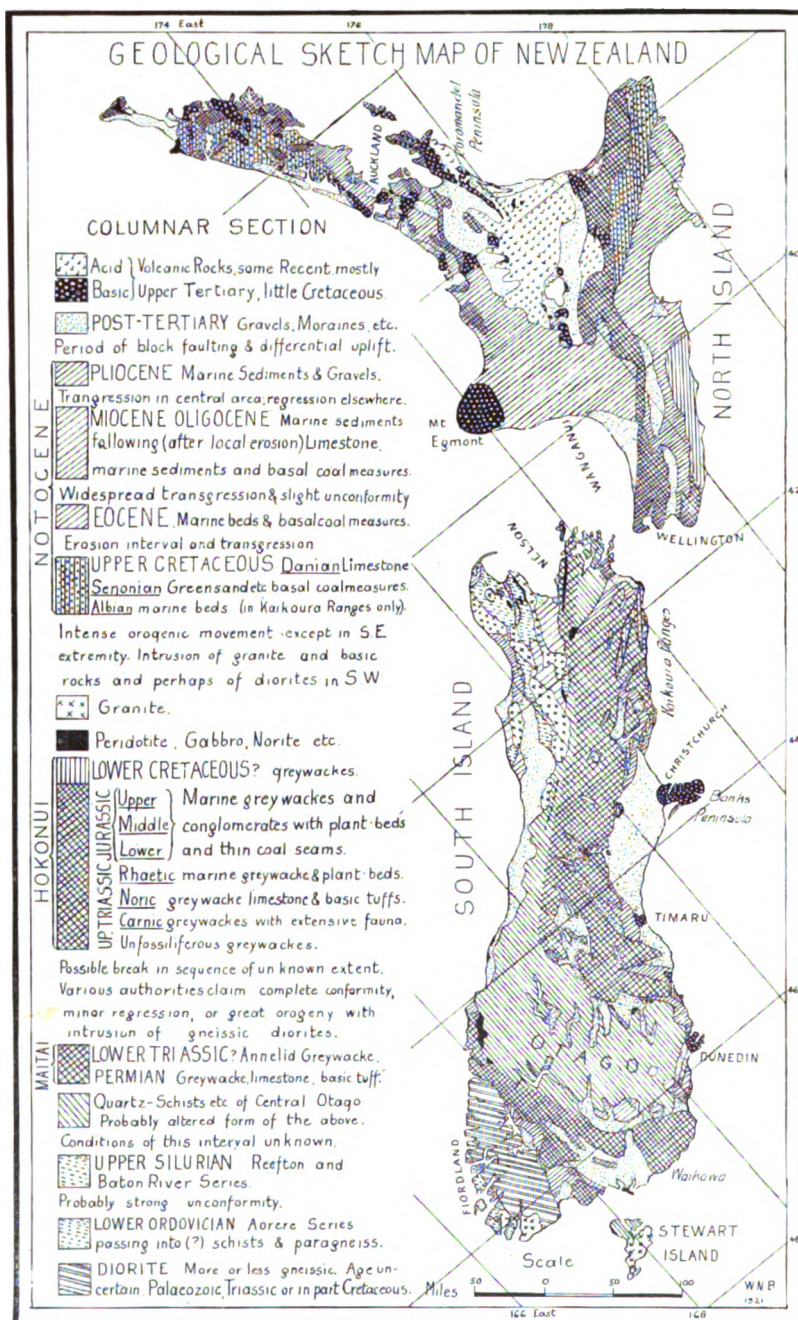 174 East
176
178
GEOLOGICAL SKETCH MAP OF NEW ZEALAND
Coromandel
Peninsula
AUCKLAND
COLUMNAR SECTION
Acid } Volcanic Rocks, some Recent, mostly
Basic } Upper Tertiary, little Cretaceous.
POST-TERTIARY Gravels, Moraines, etc.
Period of block faulting & differential uplift.
NOTOCENE
PLIOCENE Marine Sediments & Gravels.
Trangression in central area; regression elsewhere.
MIOCENE OLIGOCENE Marine sediments
following (after local erosion) Limestone,
marine sediments and basal coal measures.
Widespread transgression & slight unconformity
EOCENE Marine beds & basal coal measures.
Erosion interval and transgression
UPPER CRETACEOUS Danian Limestone
Senonian Greensand etc basal coal measures.
Albian marine beds (in Kaikoura Ranges only).
Intense orogenic movement except in S.E
extremity. Intrusion of granite and basic
rocks and perhaps of diorites in S.W
Granite.
Peridotite, Gabbro, Norite etc.
HOKONUI
LOWER CRETACEOUS? greywackes.
JURASSIC
Upper } Marine greywackes and
Middle } conglomerates with plant-beds
Lower } and thin coal seams.
UP. TRIASSIC
Rhaetic marine greywacke & plant-beds.
Noric greywacke limestone & basic tuffs.
Carnic greywackes with extensive fauna.
Unfossiliferous greywackes.
Possible break in sequence of unknown extent.
Various authorities claim complete conformity,
minor regression, or great orogeny with
intrusion of gneissic diorites.
MAITAI
LOWER TRIASSIC? Annelid Greywacke.
PERMIAN Greywacke, limestone, basic tuff.
Quartz-Schists etc of Central Otago
Probably altered form of the above.
Conditions of this interval unknown.
UPPER SILURIAN Reefton and
Baton River Series.
Probably strong unconformity.
LOWER ORDOVICIAN Aorere Series
passing into (?) schists & paragneiss.
DIORITE More or less gneissic. Age un-
certain, Palaeozoic, Triassic or in part Cretaceous.
NORTH ISLAND
40
Mt
Egmont
WANGANUI
42
WELLINGTON
NELSON
Kaikoura Ranges
SOUTH ISLAND
44
CHRISTCHURCH
Banks
Peninsula
TIMARU
46
OTAGO
DUNEDIN
FIORDLAND
Waikawa
STEWART
ISLAND
48
Scale
Miles 50 0 50 100
WNB
1921
166 East
168